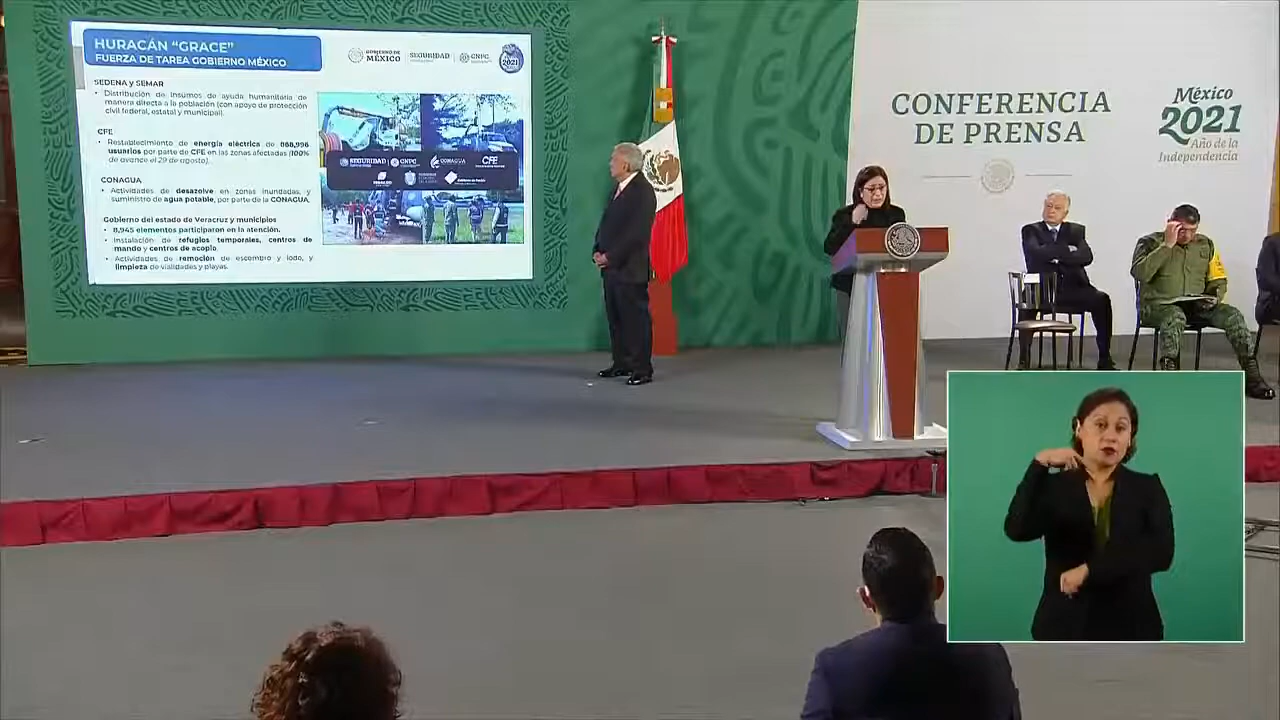 HURACÁN “GRACE”
FUERZA DE TAREA GOBIERNO MÉXICO
GOBIERNO DE
MÉXICO
SEGURIDAD
CNPC
2021
SEDENA y SEMAR
• Distribución de insumos de ayuda humanitaria de
manera directa a la población (con apoyo de protección
civil federal, estatal y municipal).
CFE
• Restablecimiento de energía eléctrica de
usuarios por parte de CFE en las zonas afectadas (100%
de avance el 29 de agosto).
CONAGUA
• Actividades de desazolve en zonas inundadas, y
suministro de agua potable, por parte de la CONAGUA.
Gobierno del estado de Veracruz y municipios
• 8,945 elementos participaron en la atención.
• Instalación de refugios temporales, centros de
mando y centros de acopio.
• Actividades de remoción de escombro y lodo, y
limpieza de vialidades y playas.
SEGURIDAD
CNPC
CONAGUA
CFE
CONFERENCIA
DE PRENSA
México
2021
Año de la
Independencia